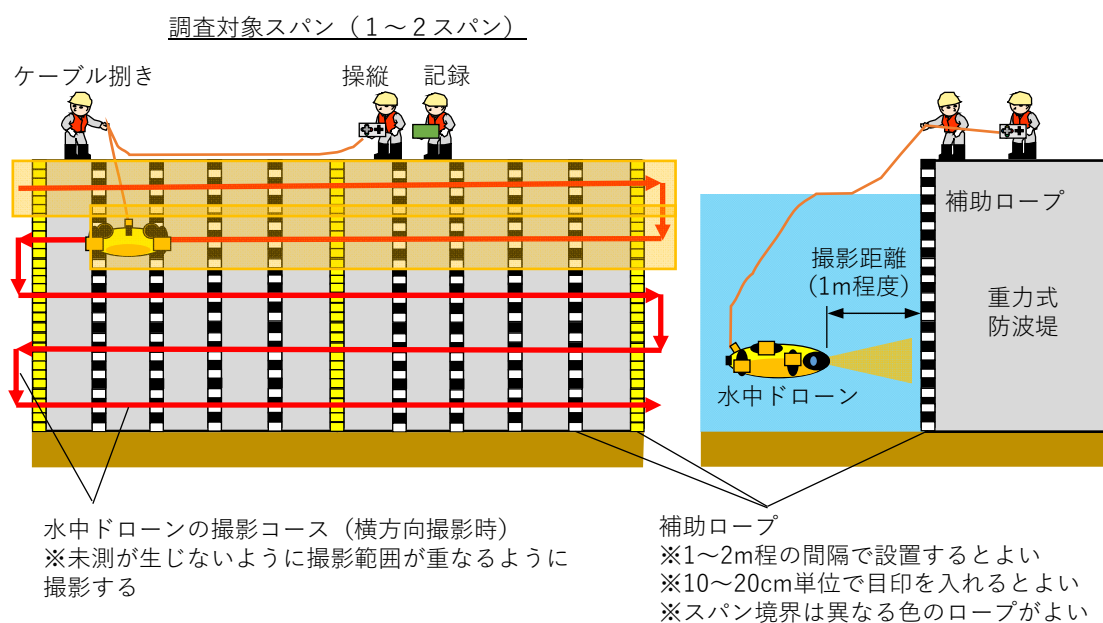 調査対象スパン（１～２スパン）
ケーブル捌き
操縦
記録
補助ロープ
撮影距離
(1m程度)
重力式
防波堤
水中ドローン
水中ドローンの撮影コース（横方向撮影時）
※未測が生じないように撮影範囲が重なるように
撮影する
補助ロープ
※1～2m程の間隔で設置するとよい
※10～20cm単位で目印を入れるとよい
※スパン境界は異なる色のロープがよい